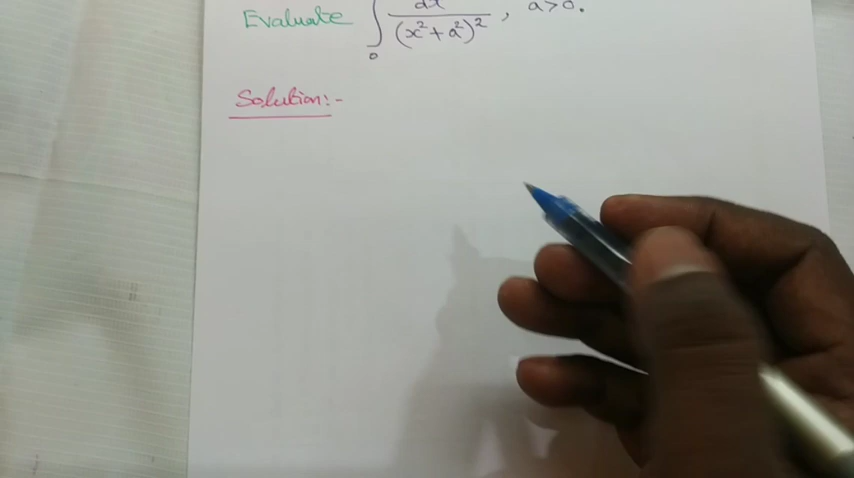 Evaluate ∫₀ dx/(x²+a²)², a>0.
Solution:-